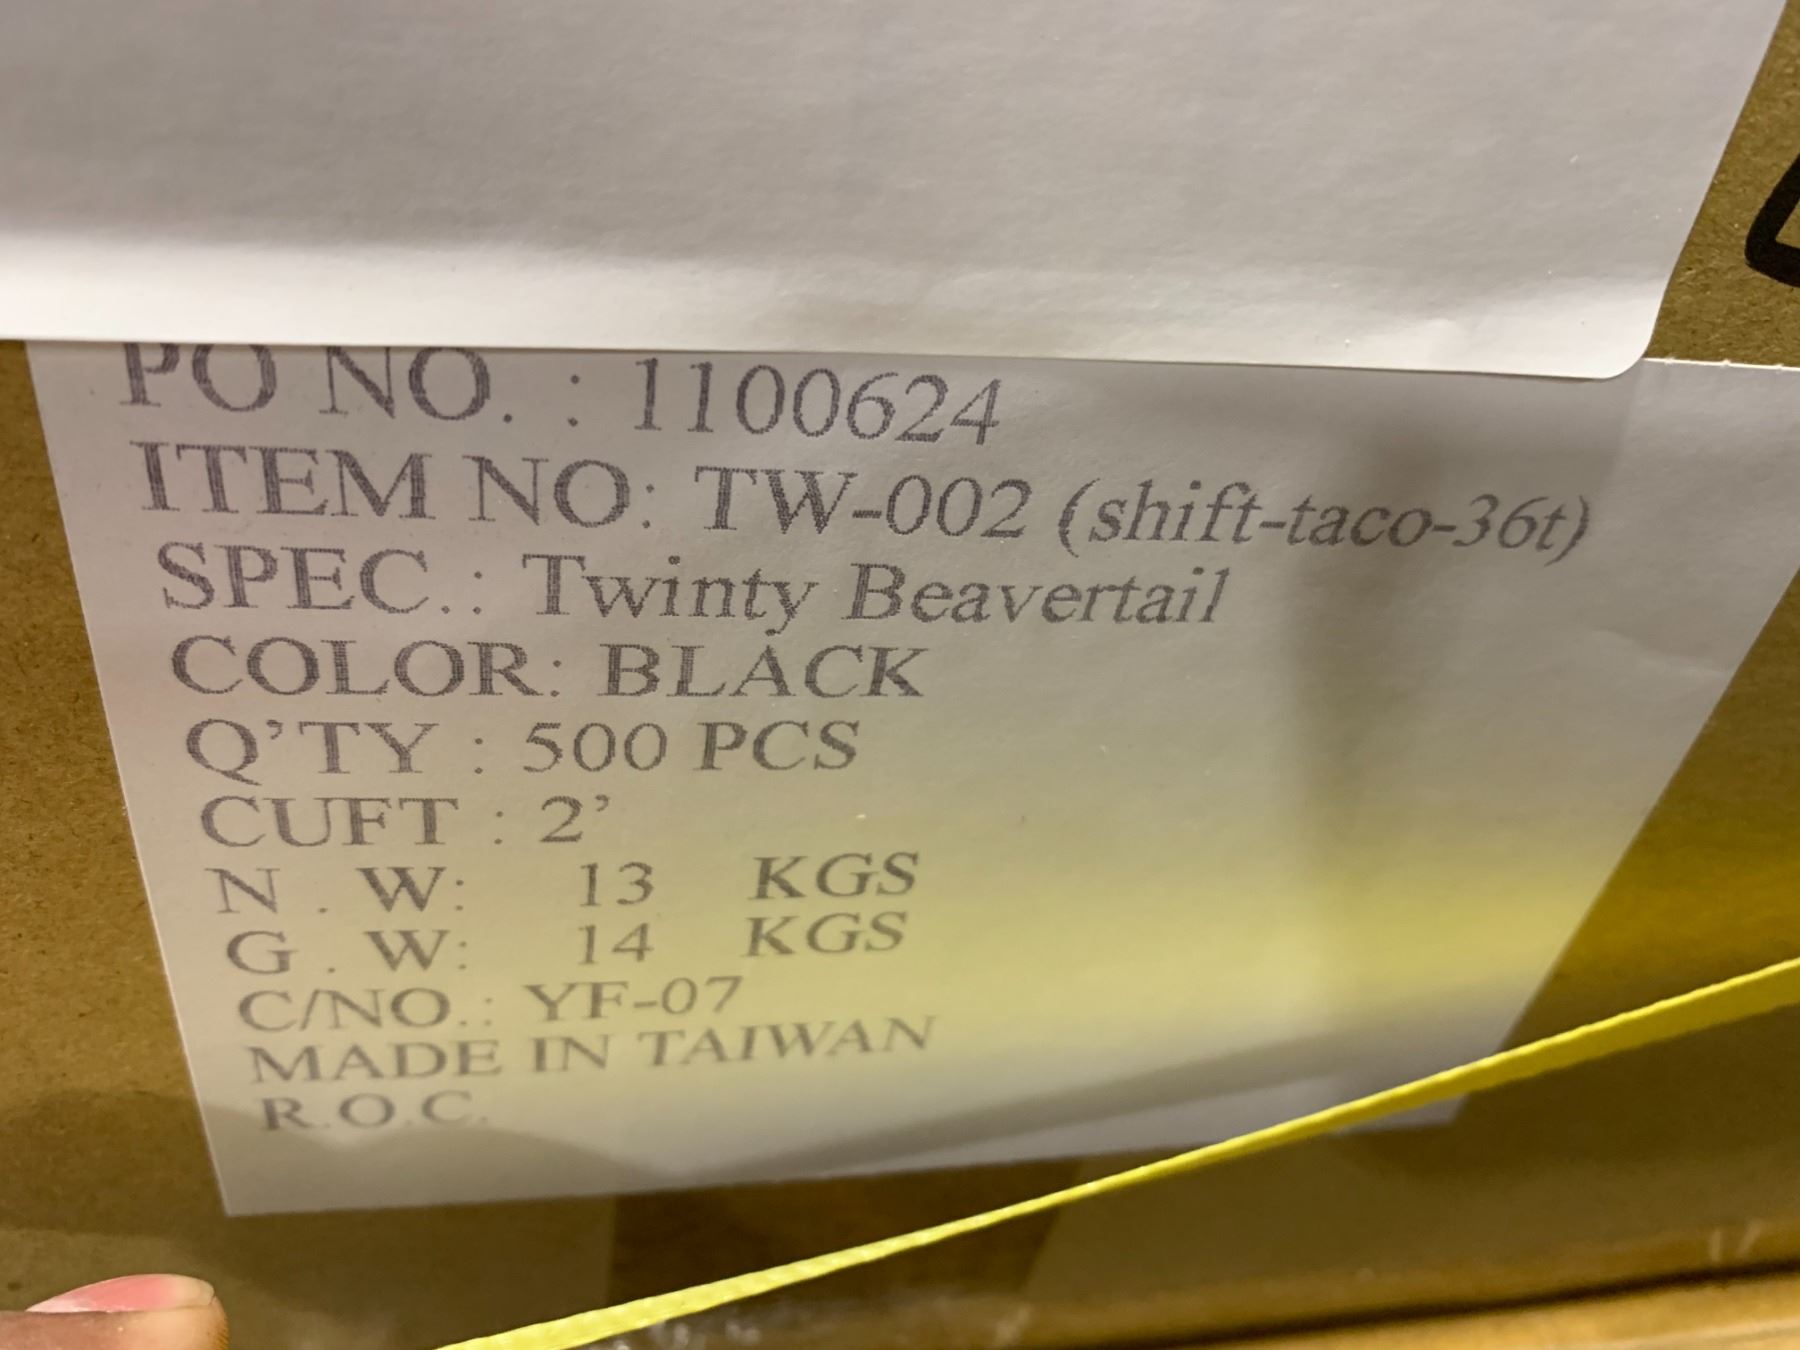 PO NO. : 1100624
ITEM NO: TW-002 (shift-taco-36t)
SPEC.: Twinty Beavertail
COLOR: BLACK
Q'TY : 500 PCS
CUFT : 2'
N . W: 13 KGS
G . W: 14 KGS
C/NO.: YF-07
MADE IN TAIWAN
R.O.C.